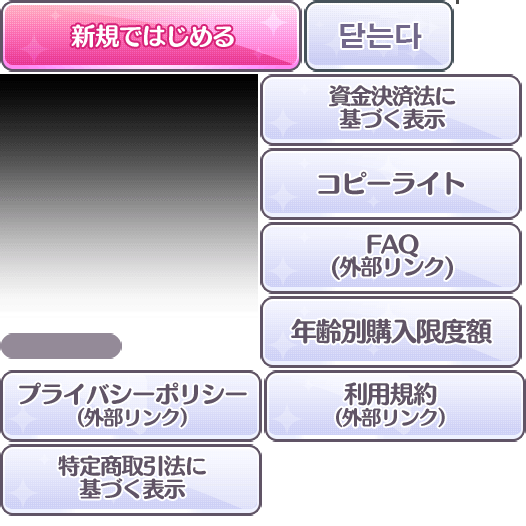 新規ではじめる
닫는다
資金決済法に
基づく表示
コピーライト
FAQ
(外部リンク)
年齢別購入限度額
プライバシーポリシー
(外部リンク)
利用規約
(外部リンク)
特定商取引法に
基づく表示